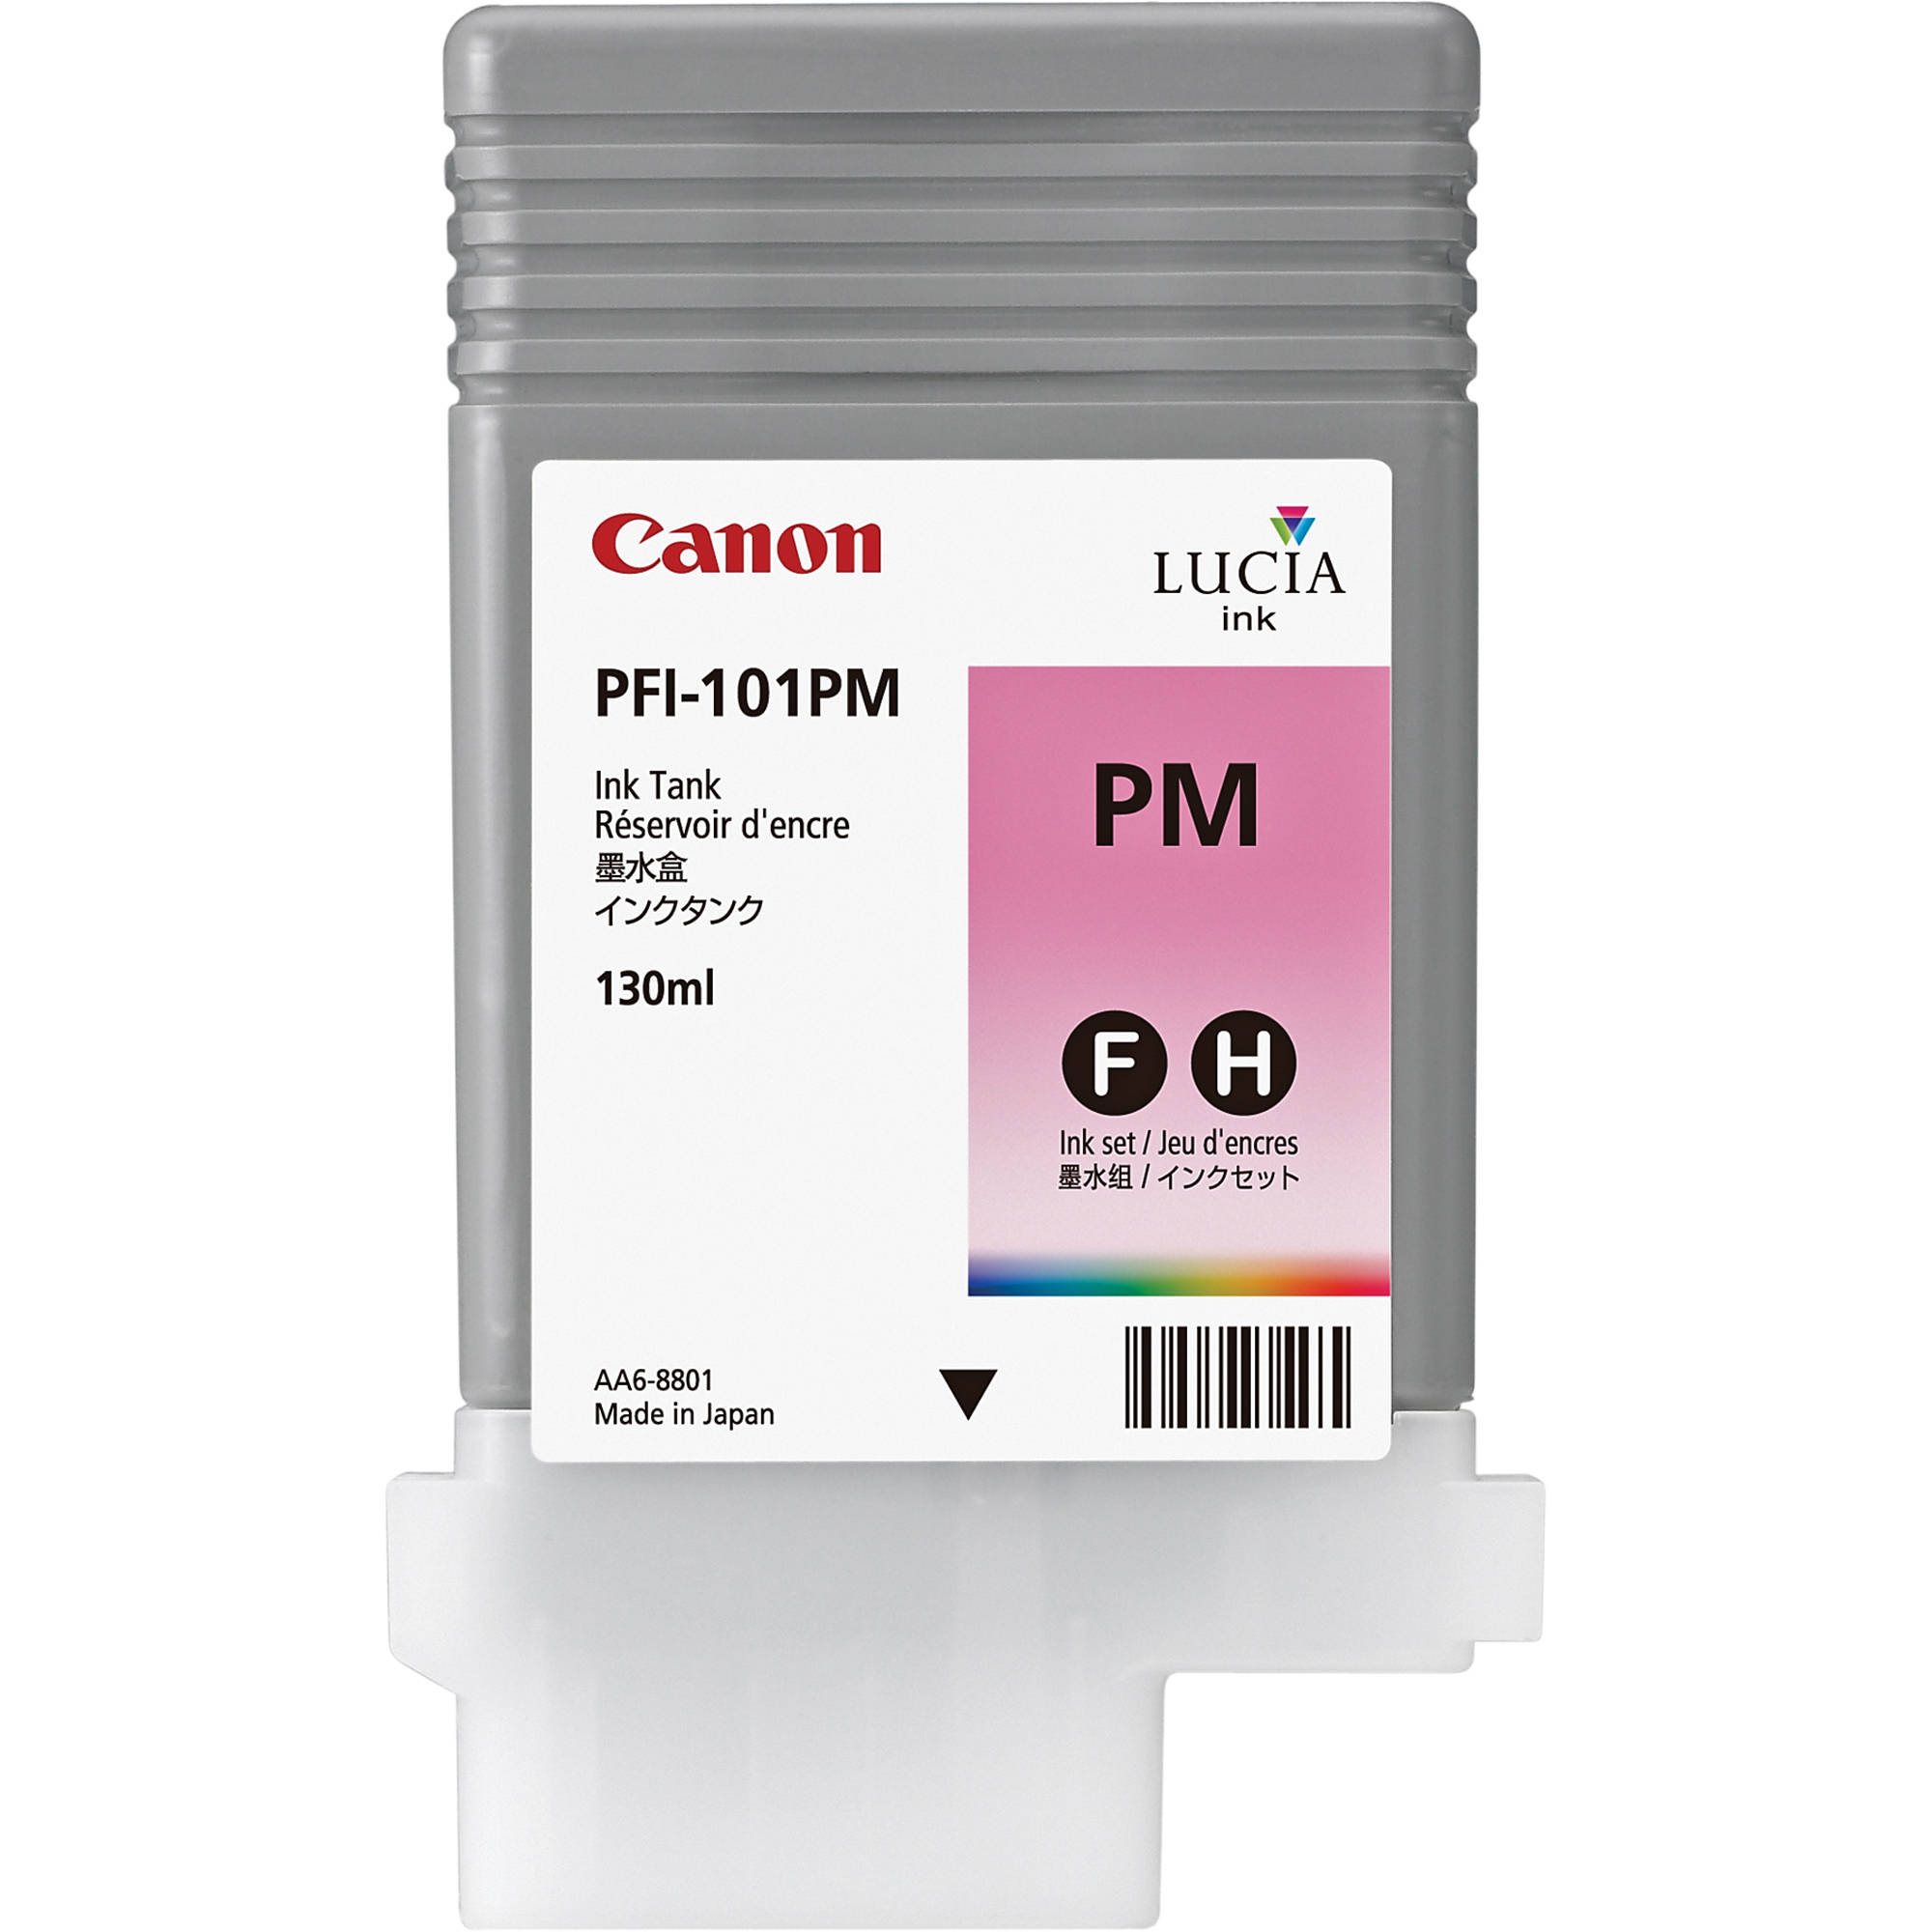 Canon
LUCIA
ink
PFI-101PM
Ink Tank
Réservoir d'encre
墨水盒
インクタンク
130ml
PM
F H
Ink set / Jeu d'encres
墨水组 / インクセット
AA6-8801
Made in Japan